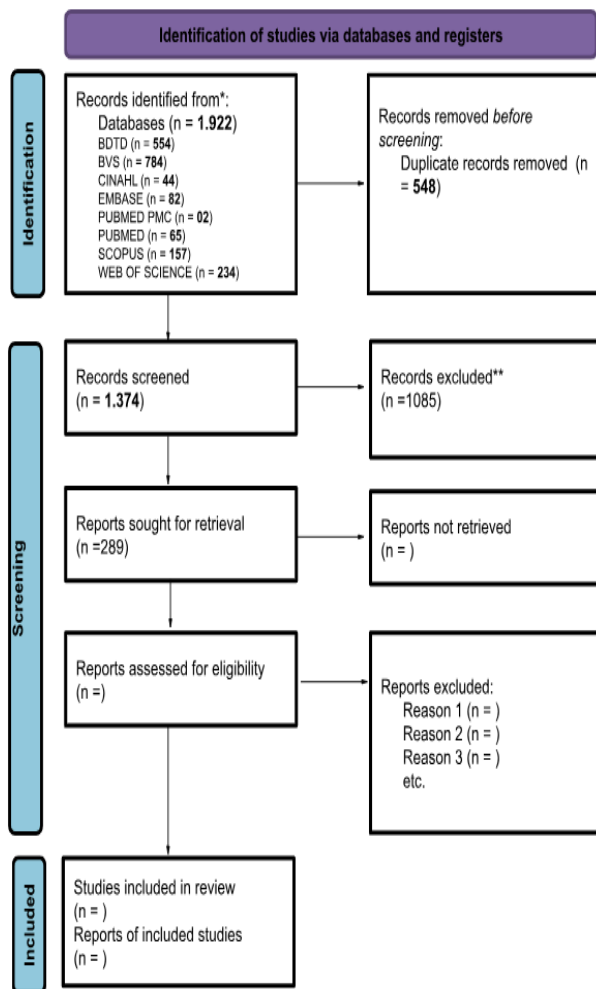 Identification of studies via databases and registers
Identification
Records identified from*:
Databases (n = 1.922)
BDTD (n = 554)
BVS (n = 784)
CINAHL (n = 44)
EMBASE (n = 82)
PUBMED PMC (n = 02)
PUBMED (n = 65)
SCOPUS (n = 157)
WEB OF SCIENCE (n = 234)
Records removed before
screening:
Duplicate records removed (n
= 548)
Screening
Records screened
(n = 1.374)
Records excluded**
(n =1085)
Reports sought for retrieval
(n =289)
Reports not retrieved
(n = )
Reports assessed for eligibility
(n =)
Reports excluded:
Reason 1 (n = )
Reason 2 (n = )
Reason 3 (n = )
etc.
Included
Studies included in review
(n = )
Reports of included studies
(n = )